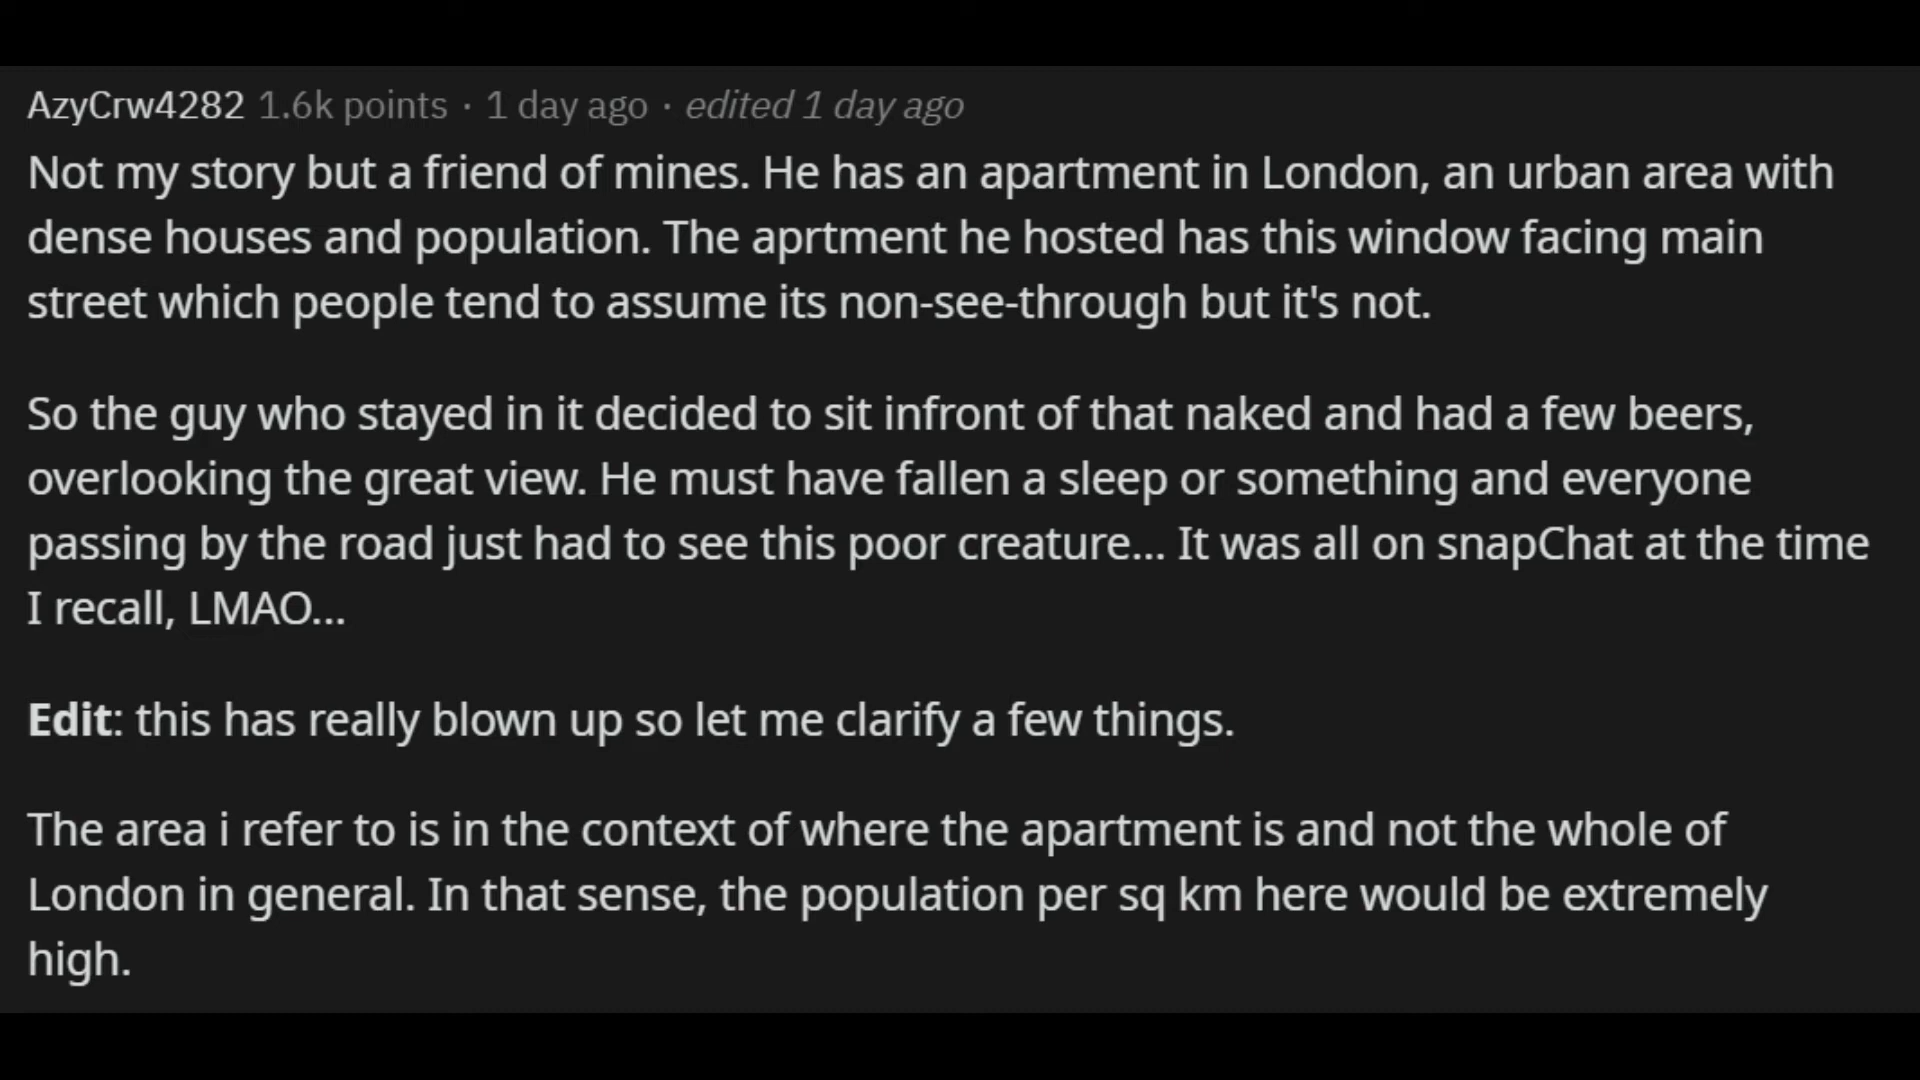 AzyCrw4282 1.6k points · 1 day ago · edited 1 day ago
Not my story but a friend of mines. He has an apartment in London, an urban area with
dense houses and population. The aprtment he hosted has this window facing main
street which people tend to assume its non-see-through but it's not.
So the guy who stayed in it decided to sit infront of that naked and had a few beers,
overlooking the great view. He must have fallen a sleep or something and everyone
passing by the road just had to see this poor creature... It was all on snapChat at the time
I recall, LMAO...
Edit: this has really blown up so let me clarify a few things.
The area i refer to is in the context of where the apartment is and not the whole of
London in general. In that sense, the population per sq km here would be extremely
high.